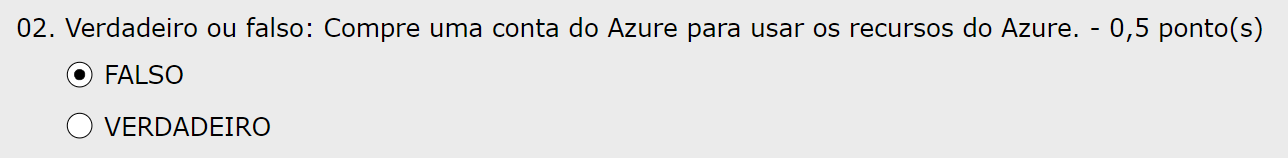 02. Verdadeiro ou falso: Compre uma conta do Azure para usar os recursos do Azure. - 0,5 ponto(s)
FALSO
VERDADEIRO